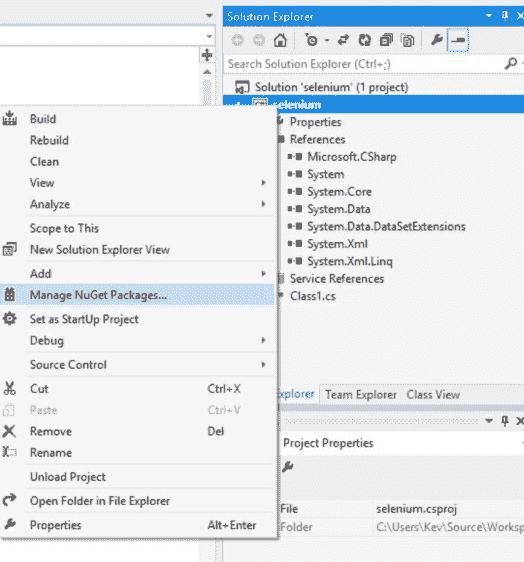 Solution Explorer
Search Solution Explorer (Ctrl+;)
Solution 'selenium' (1 project)
selenium
Properties
References
Microsoft.CSharp
System
System.Core
System.Data
System.Data.DataSetExtensions
System.Xml
System.Xml.Linq
Service References
Class1.cs
Build
Rebuild
Clean
View
Analyze
Scope to This
New Solution Explorer View
Add
Manage NuGet Packages...
Set as StartUp Project
Debug
Source Control
Cut Ctrl+X
Paste Ctrl+V
Remove Del
Rename
Unload Project
Open Folder in File Explorer
Properties Alt+Enter
xplorer Team Explorer Class View
Project Properties
File selenium.csproj
Folder C:\Users\Kev\Source\Worksp